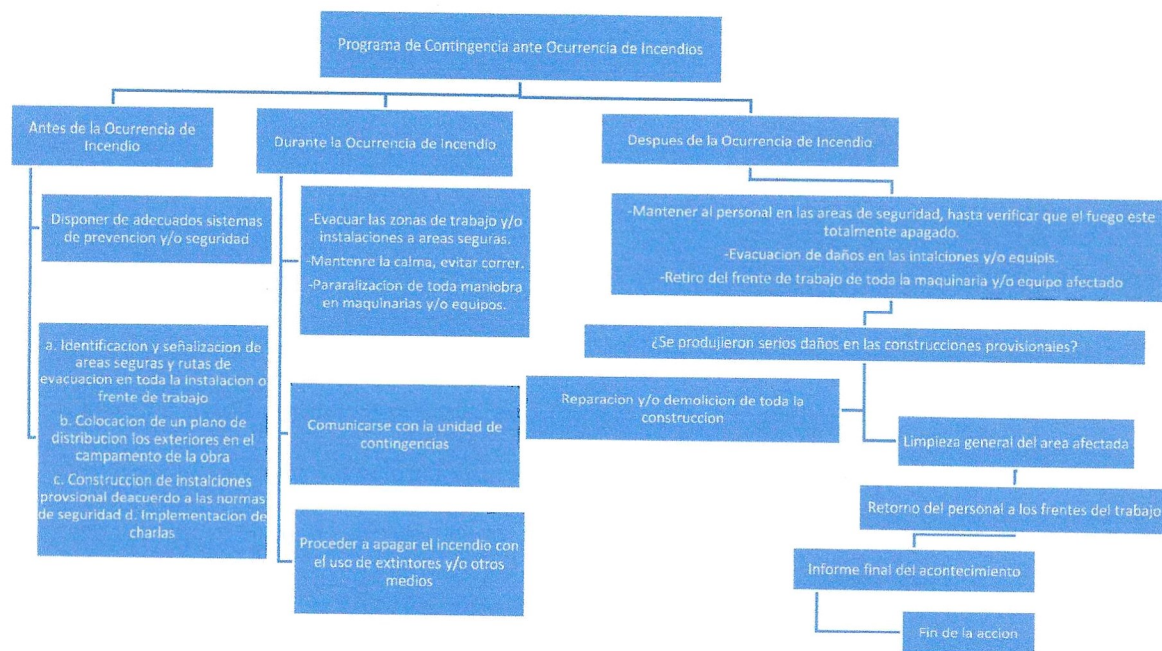 Programa de Contingencia ante Ocurrencia de Incendios
Antes de la Ocurrencia de
Incendio
Disponer de adecuados sistemas
de prevencion y/o seguridad
a. Identificacion y señalizacion de
areas seguras y rutas de
evacuacion en toda la instalacion o
frente de trabajo
b. Colocacion de un plano de
distribucion los exteriores en el
campamento de la obra
c. Construccion de instalciones
provsional deacuerdo a las normas
de seguridad d. Implementacion de
charlas
Durante la Ocurrencia de Incendio
-Evacuar las zonas de trabajo y/o
instalaciones a areas seguras.
-Mantenre la calma, evitar correr.
-Pararalizacion de toda maniobra
en maquinarias y/o equipos.
Comunicarse con la unidad de
contingencias
Proceder a apagar el incendio con
el uso de extintores y/o otros
medios
Despues de la Ocurrencia de Incendio
-Mantener al personal en las areas de seguridad, hasta verificar que el fuego este
totalmente apagado.
-Evacuacion de daños en las intalciones y/o equipis.
-Retiro del frente de trabajo de toda la maquinaria y/o equipo afectado
¿Se produjieron serios daños en las construcciones provisionales?
Reparacion y/o demolicion de toda la
construccion
Limpieza general del area afectada
Retorno del personal a los frentes del trabajo
Informe final del acontecimiento
Fin de la accion